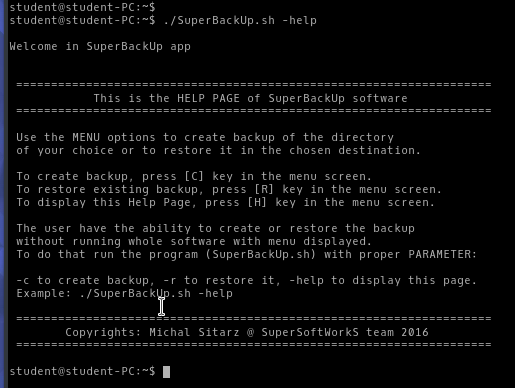 student@student-PC:~$
student@student-PC:~$ ./SuperBackUp.sh -help
Welcome in SuperBackUp app
=================================================================
This is the HELP PAGE of SuperBackUp software
=================================================================
Use the MENU options to create backup of the directory
of your choice or to restore it in the chosen destination.
To create backup, press [C] key in the menu screen.
To restore existing backup, press [R] key in the menu screen.
To display this Help Page, press [H] key in the menu screen.
The user have the ability to create or restore the backup
without running whole software with menu displayed.
To do that run the program (SuperBackUp.sh) with proper PARAMETER:
-c to create backup, -r to restore it, -help to display this page.
Example: ./SuperBackUp.sh -help
=================================================================
Copyrights: Michal Sitarz @ SuperSoftWorkS team 2016
=================================================================
student@student-PC:~$